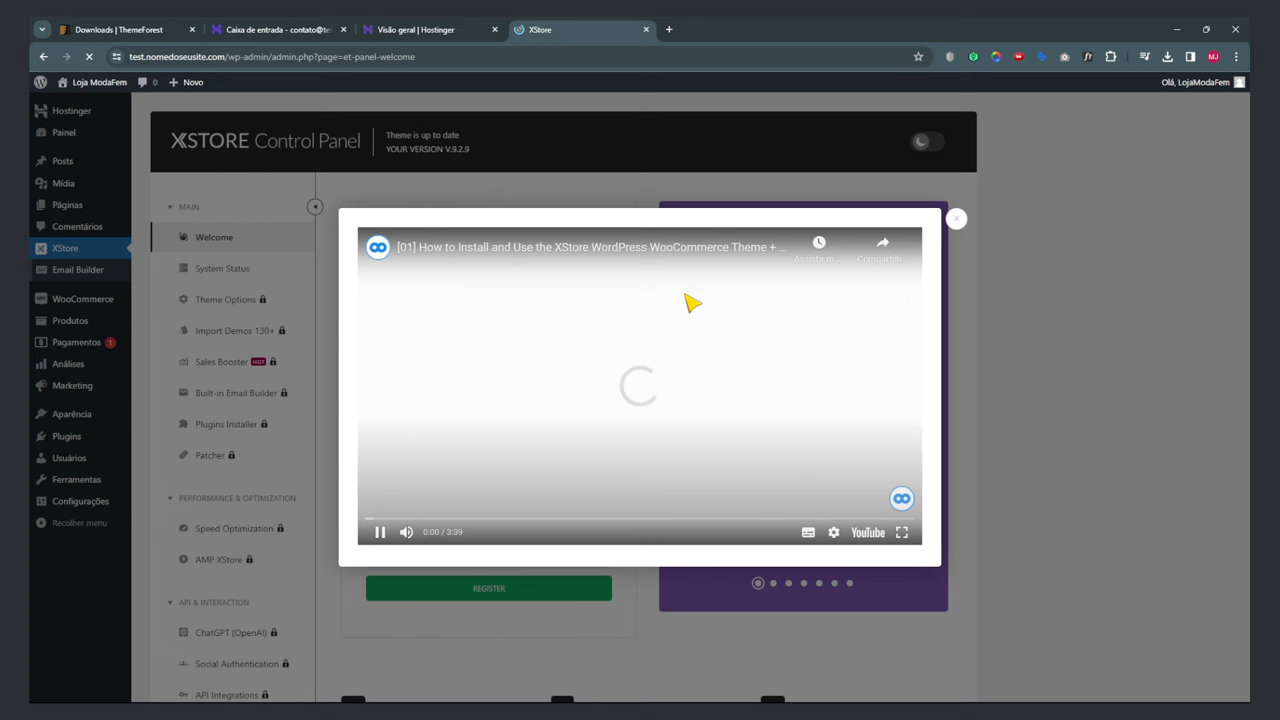 Downloads | ThemeForest
Caixa de entrada - contato@te
Visão geral | Hostinger
XStore
test.nomedoseusite.com/wp-admin/admin.php?page=et-panel-welcome
MJ
Loja ModaFem
0
Novo
Olá, LojaModaFem
Hostinger
Painel
Posts
Mídia
Páginas
Comentários
XStore
Email Builder
WooCommerce
Produtos
Pagamentos 1
Análises
Marketing
Aparência
Plugins
Usuários
Ferramentas
Configurações
Recolher menu
XSTORE Control Panel
Theme is up to date
YOUR VERSION V.9.2.9
MAIN
Welcome
System Status
Theme Options
Import Demos 130+
Sales Booster HOT
Built-in Email Builder
Plugins Installer
Patcher
PERFORMANCE & OPTIMIZATION
Speed Optimization
AMP XStore
API & INTERACTION
ChatGPT (OpenAI)
Social Authentication
API Integrations
[01] How to Install and Use the XStore WordPress WooCommerce Theme + ...
Assistir m...
Compartilh...
0:00 / 3:39
YouTube
REGISTER